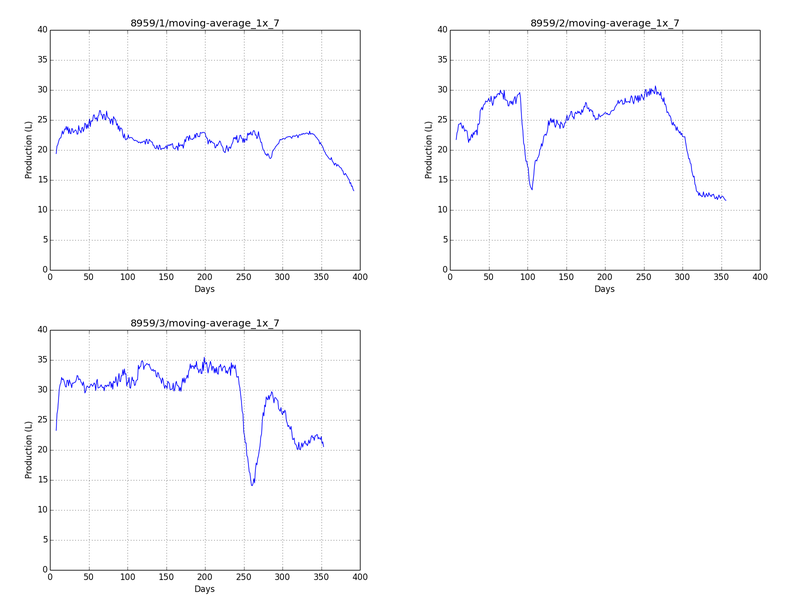 8959/1/moving-average_1x_7
40
35
30
25
20
15
10
5
0
Production (L)
0 50 100 150 200 250 300 350 400
Days
8959/2/moving-average_1x_7
40
35
30
25
20
15
10
5
0
Production (L)
0 50 100 150 200 250 300 350 400
Days
8959/3/moving-average_1x_7
40
35
30
25
20
15
10
5
0
Production (L)
0 50 100 150 200 250 300 350 400
Days